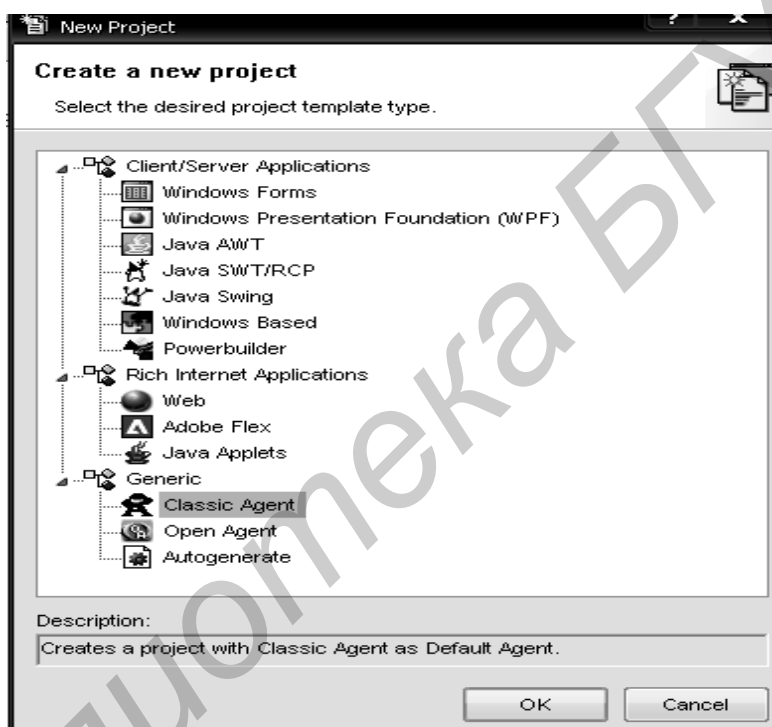 New Project
? x
Create a new project
Select the desired project template type.
Client/Server Applications
Windows Forms
Windows Presentation Foundation (WPF)
Java AWT
Java SWT/RCP
Java Swing
Windows Based
Powerbuilder
Rich Internet Applications
Web
Adobe Flex
Java Applets
Generic
Classic Agent
Open Agent
Autogenerate
Description:
Creates a project with Classic Agent as Default Agent.
OK Cancel
лиотека БГУ